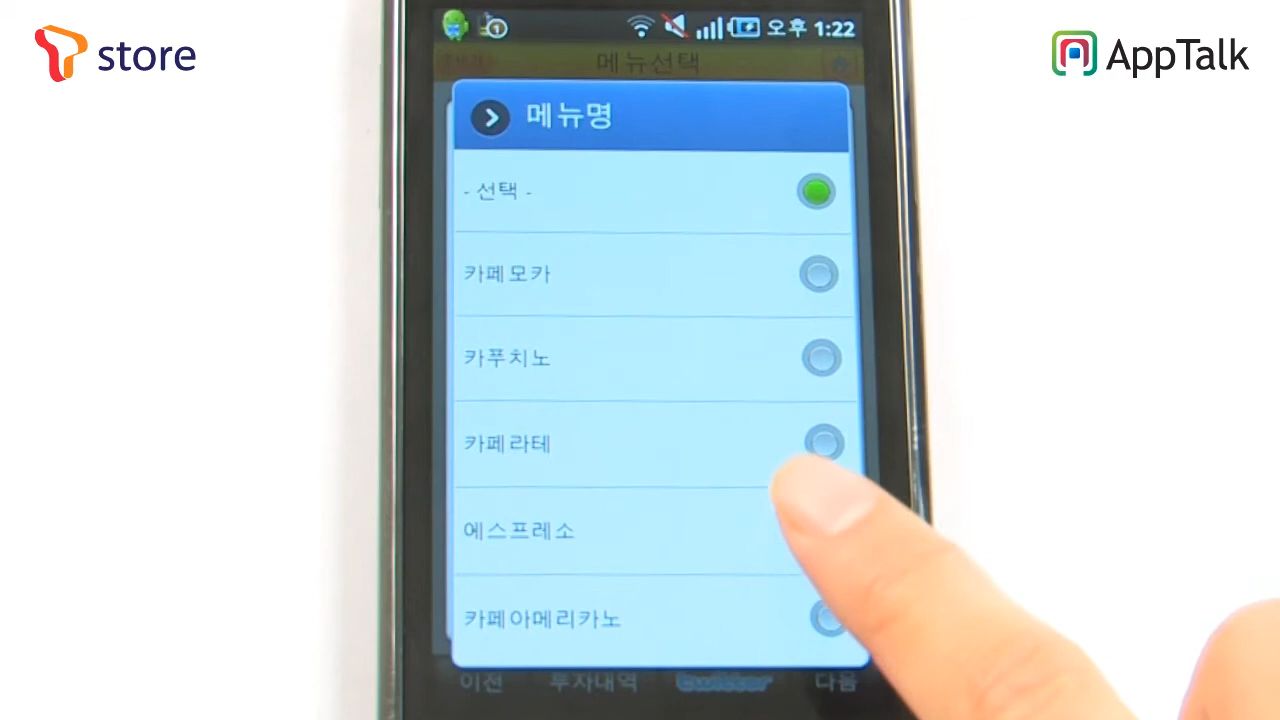 store
AppTalk
1
오후 1:22
메뉴선택
메뉴명
- 선택 -
카페모카
카푸치노
카페라테
에스프레소
카페아메리카노
이전 투자내역 twitter 다음